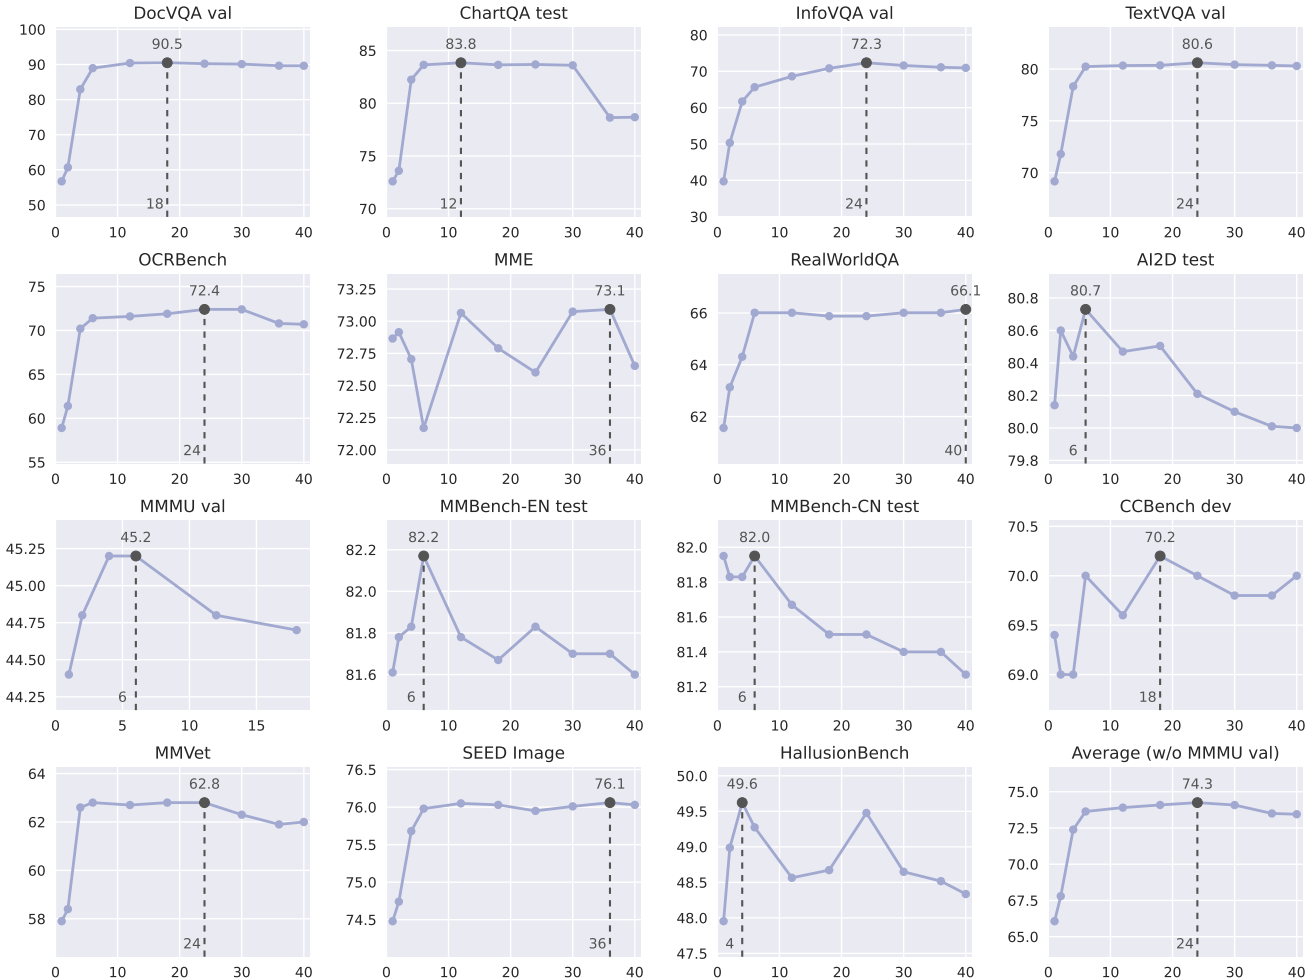 DocVQA val ChartQA test InfoVQA val TextVQA val
100 90 80 70 60 50
90.5
18
0 10 20 30 40
85 80 75 70
83.8
12
0 10 20 30 40
80 70 60 50 40 30
72.3
24
0 10 20 30 40
80 75 70
80.6
24
0 10 20 30 40
OCRBench MME RealWorldQA AI2D test
75 70 65 60 55
72.4
24
0 10 20 30 40
73.25 73.00 72.75 72.50 72.25 72.00
73.1
36
0 10 20 30 40
66 64 62
66.1
40
0 10 20 30 40
80.8 80.6 80.4 80.2 80.0 79.8
80.7
6
0 10 20 30 40
MMMU val MMBench-EN test MMBench-CN test CCBench dev
45.25 45.00 44.75 44.50 44.25
45.2
6
0 5 10 15
82.2 82.0 81.8 81.6
82.2
6
0 10 20 30 40
82.0 81.8 81.6 81.4 81.2
82.0
6
0 10 20 30 40
70.5 70.0 69.5 69.0
70.2
18
0 10 20 30 40
MMVet SEED Image HallusionBench Average (w/o MMMU val)
64 62 60 58
62.8
24
0 10 20 30 40
76.5 76.0 75.5 75.0 74.5
76.1
36
0 10 20 30 40
50.0 49.5 49.0 48.5 48.0 47.5
49.6
4
0 10 20 30 40
75.0 72.5 70.0 67.5 65.0
74.3
24
0 10 20 30 40